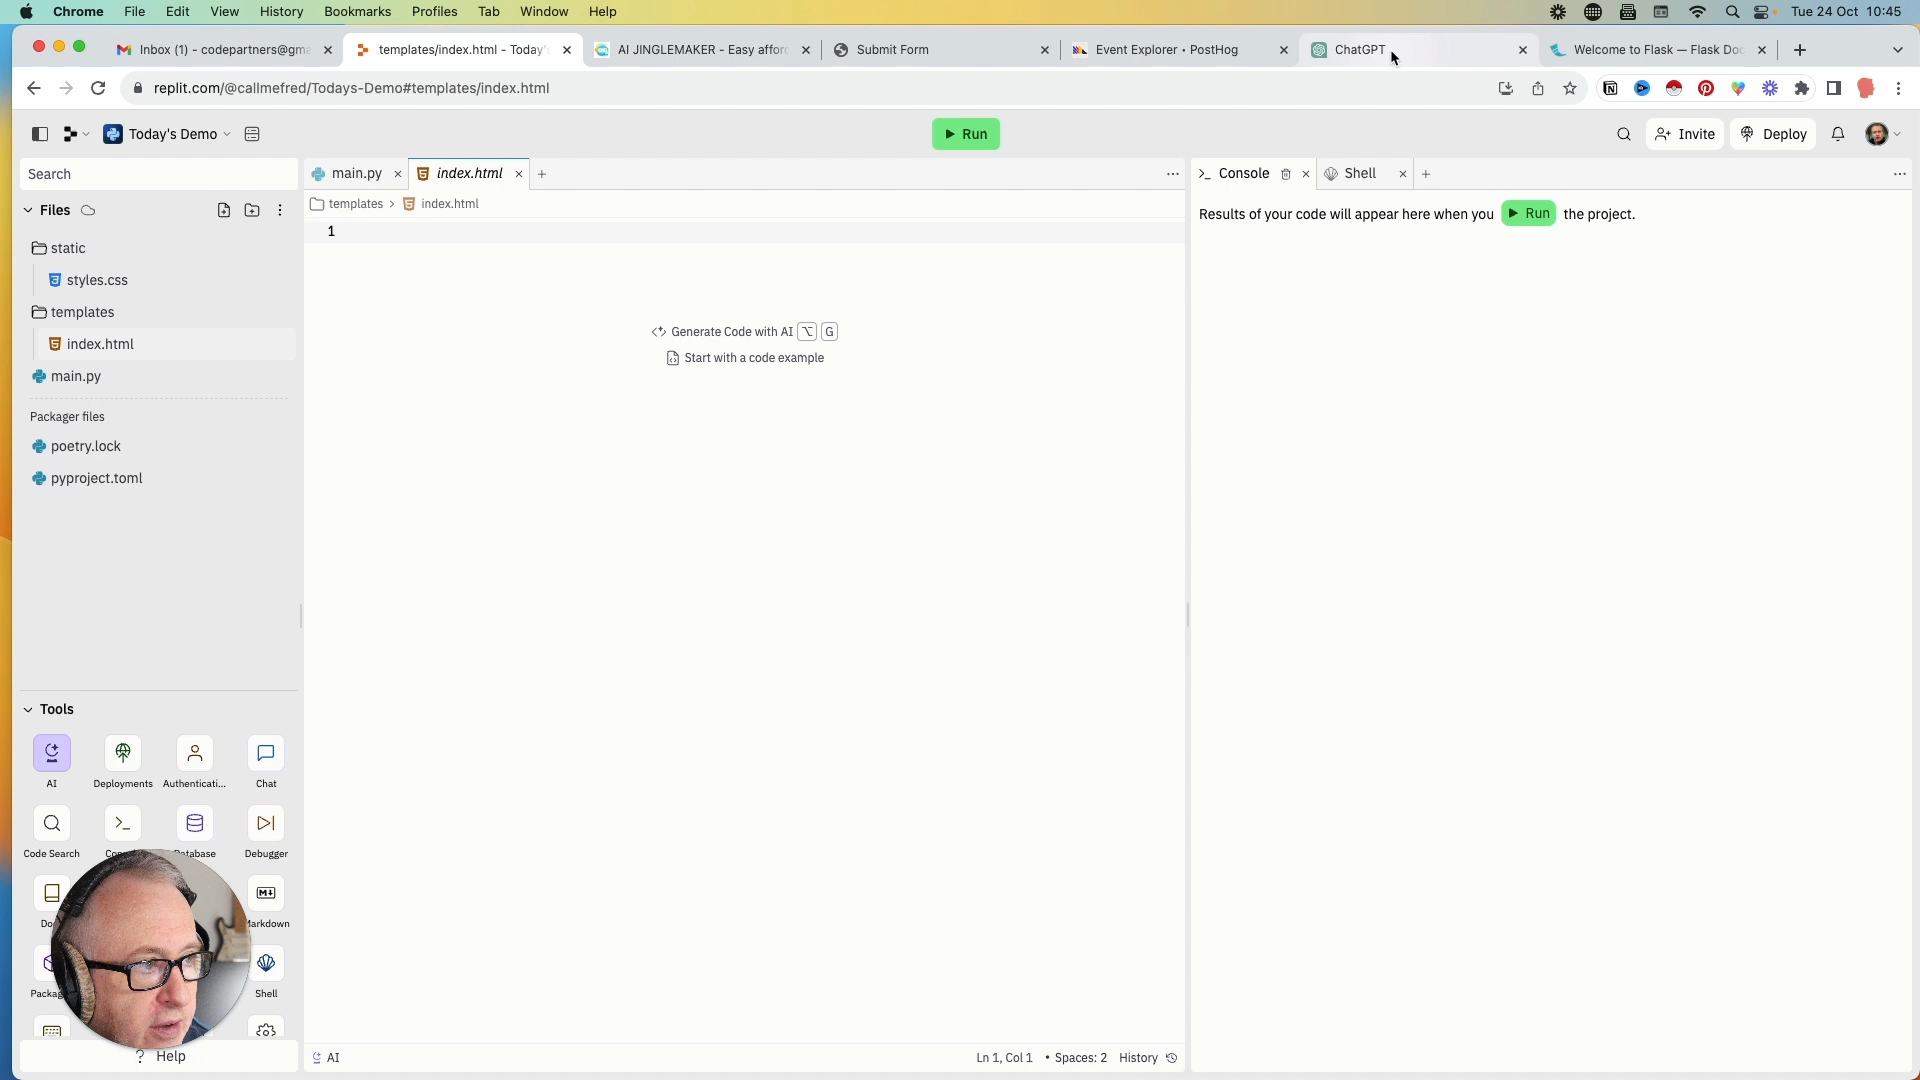 Chrome File Edit View History Bookmarks Profiles Tab Window Help Tue 24 Oct 10:45
Inbox (1) - codepartners@gma templates/index.html - Today' AI JINGLEMAKER - Easy affor Submit Form Event Explorer • PostHog ChatGPT Welcome to Flask — Flask Doc
replit.com/@callmefred/Todays-Demo#templates/index.html
Today's Demo Run Invite Deploy
Search
Files
static
styles.css
templates
index.html
main.py
Packager files
poetry.lock
pyproject.toml
Tools
AI Deployments Authenticati... Chat
Code Search Database Debugger
Markdown
Shell
? Help
main.py index.html
templates > index.html
1
Generate Code with AI ⌥ G
Start with a code example
AI Ln 1, Col 1 • Spaces: 2 History
Console Shell
Results of your code will appear here when you Run the project.